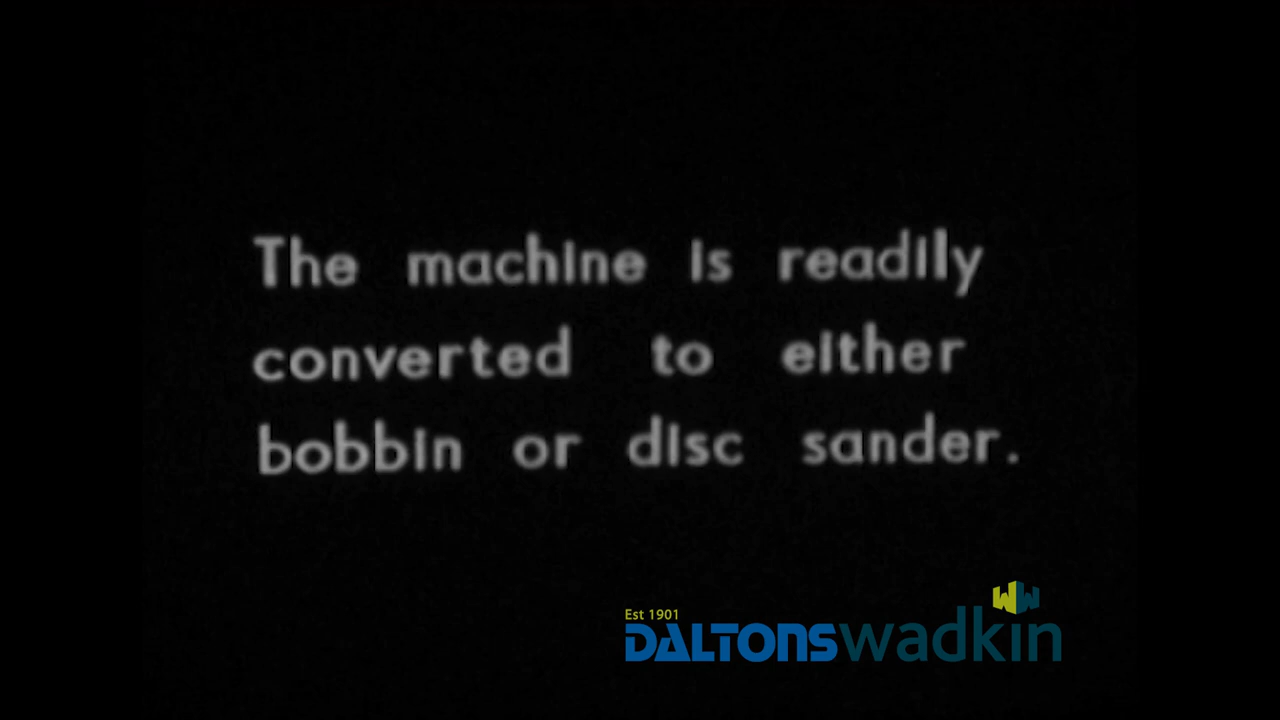 The machine is readily
converted to either
bobbin or disc sander.
Est 1901
DALTONSwadkin